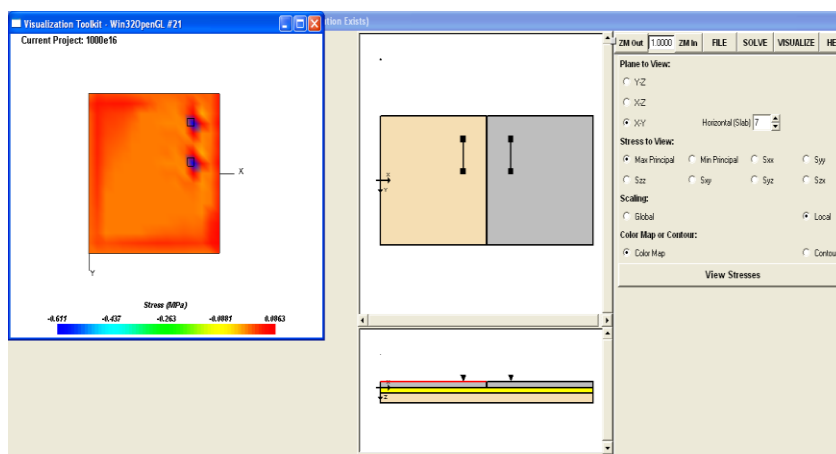 Visualization Toolkit - Win32OpenGL #21
tion Exists)
Current Project: 1000e16
X
Y
Stress (MPa)
-0.611 -0.437 -0.263 -0.0881 0.0863
X
Y
Z
ZM Out 1.0000 ZM In FILE SOLVE VISUALIZE HE
Plane to View:
Y-Z
X-Z
X-Y Horizontal (Slab) 7
Stress to View:
Max Principal Min Principal Sxx Syy
Szz Sxy Syz Szx
Scaling:
Global Local
Color Map or Contour:
Color Map Contou
View Stresses